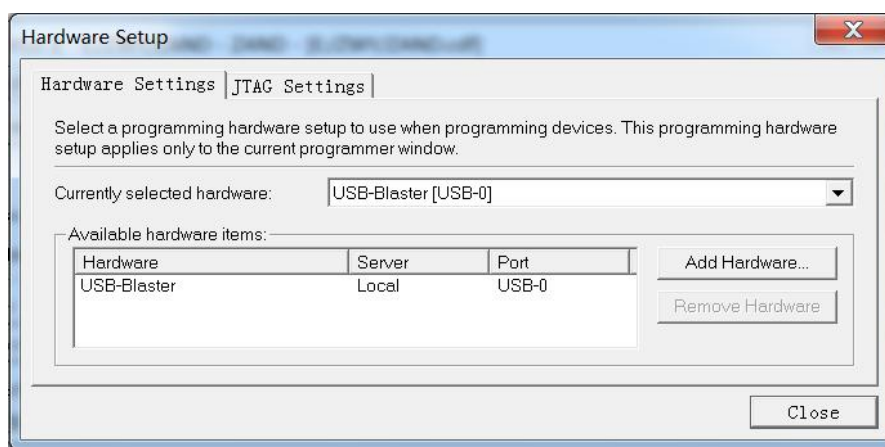 Hardware Setup
Hardware Settings JTAG Settings
Select a programming hardware setup to use when programming devices. This programming hardware
setup applies only to the current programmer window.
Currently selected hardware: USB-Blaster [USB-0]
Available hardware items:
Hardware Server Port
USB-Blaster Local USB-0
Add Hardware...
Remove Hardware
Close